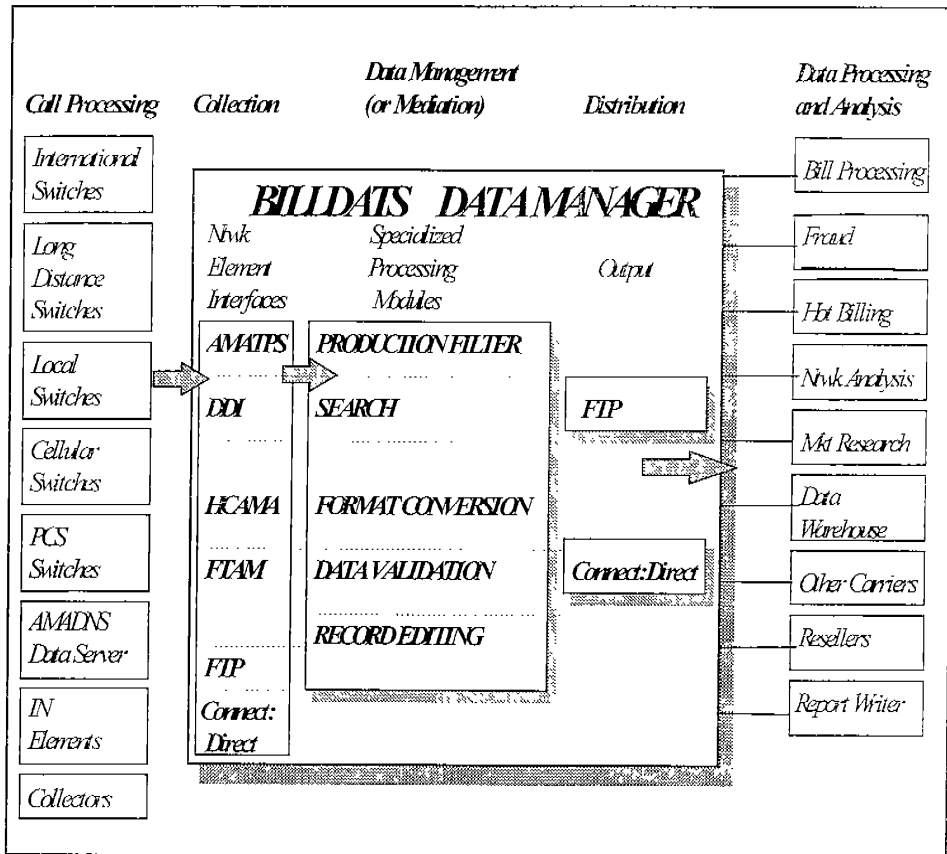 Call Processing
Collection
Data Management
(or Mediation)
Distribution
Data Processing
and Analysis
International
Switches
Long
Distance
Switches
Local
Switches
Cellular
Switches
PCS
Switches
AMADNS
Data Server
IN
Elements
Collectors
BILLDATS DATA MANAGER
Ntwk
Element
Interfaces
Specialized
Processing
Modules
Output
AMATPS
DDI
HCAMA
FTAM
FTP
Connect:
Direct
PRODUCTION FILTER
SEARCH
FORMAT CONVERSION
DATA VALIDATION
RECORD EDITING
FTP
Connect:Direct
Bill Processing
Fraud
Hot Billing
Ntwk Analysis
Mkt Research
Data
Warehouse
Other Carriers
Resellers
Report Writer